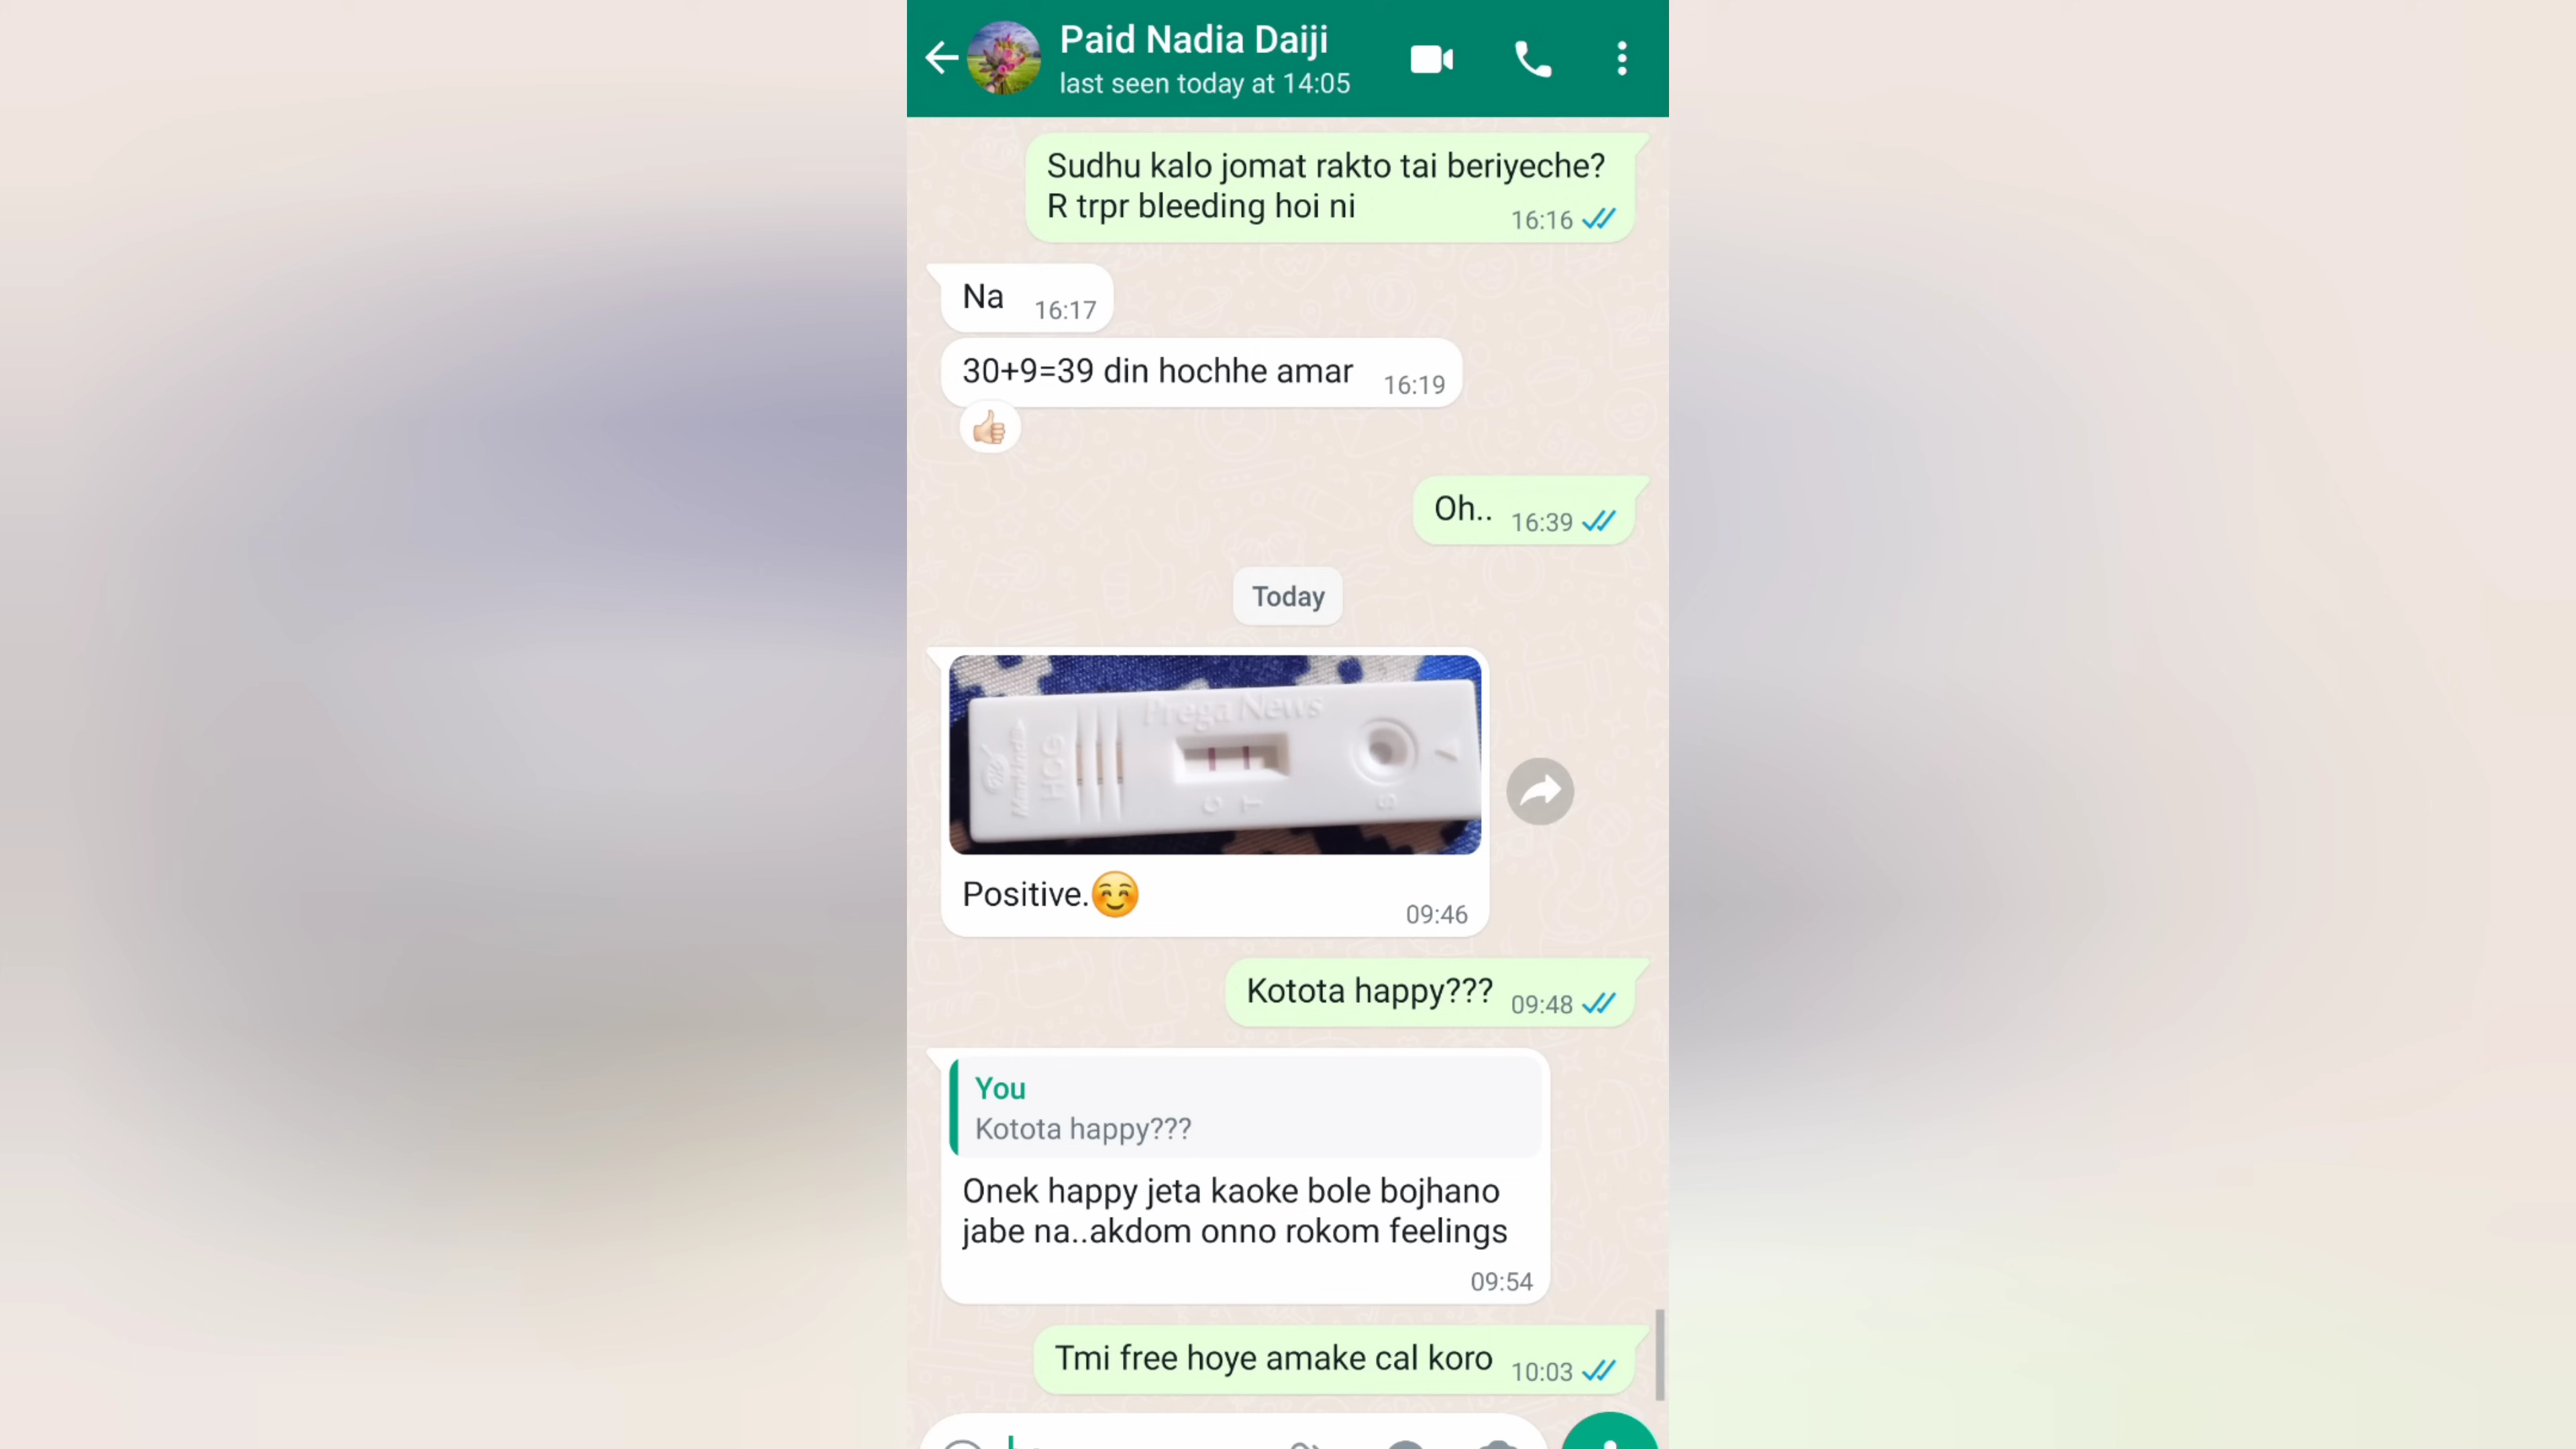 Paid Nadia Daiji
last seen today at 14:05
Sudhu kalo jomat rakto tai beriyeche?
R trpr bleeding hoi ni
16:16
Na
16:17
30+9=39 din hochhe amar
16:19
Oh..
16:39
Today
Prega News
Mankind
HCG
C T
S
Positive.☺️
09:46
Kotota happy???
09:48
You
Kotota happy???
Onek happy jeta kaoke bole bojhano
jabe na..akdom onno rokom feelings
09:54
Tmi free hoye amake cal koro
10:03